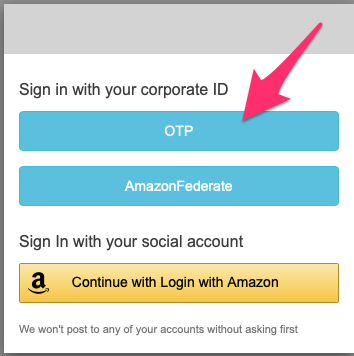 Sign in with your corporate ID
OTP
AmazonFederate
Sign In with your social account
Continue with Login with Amazon
We won't post to any of your accounts without asking first